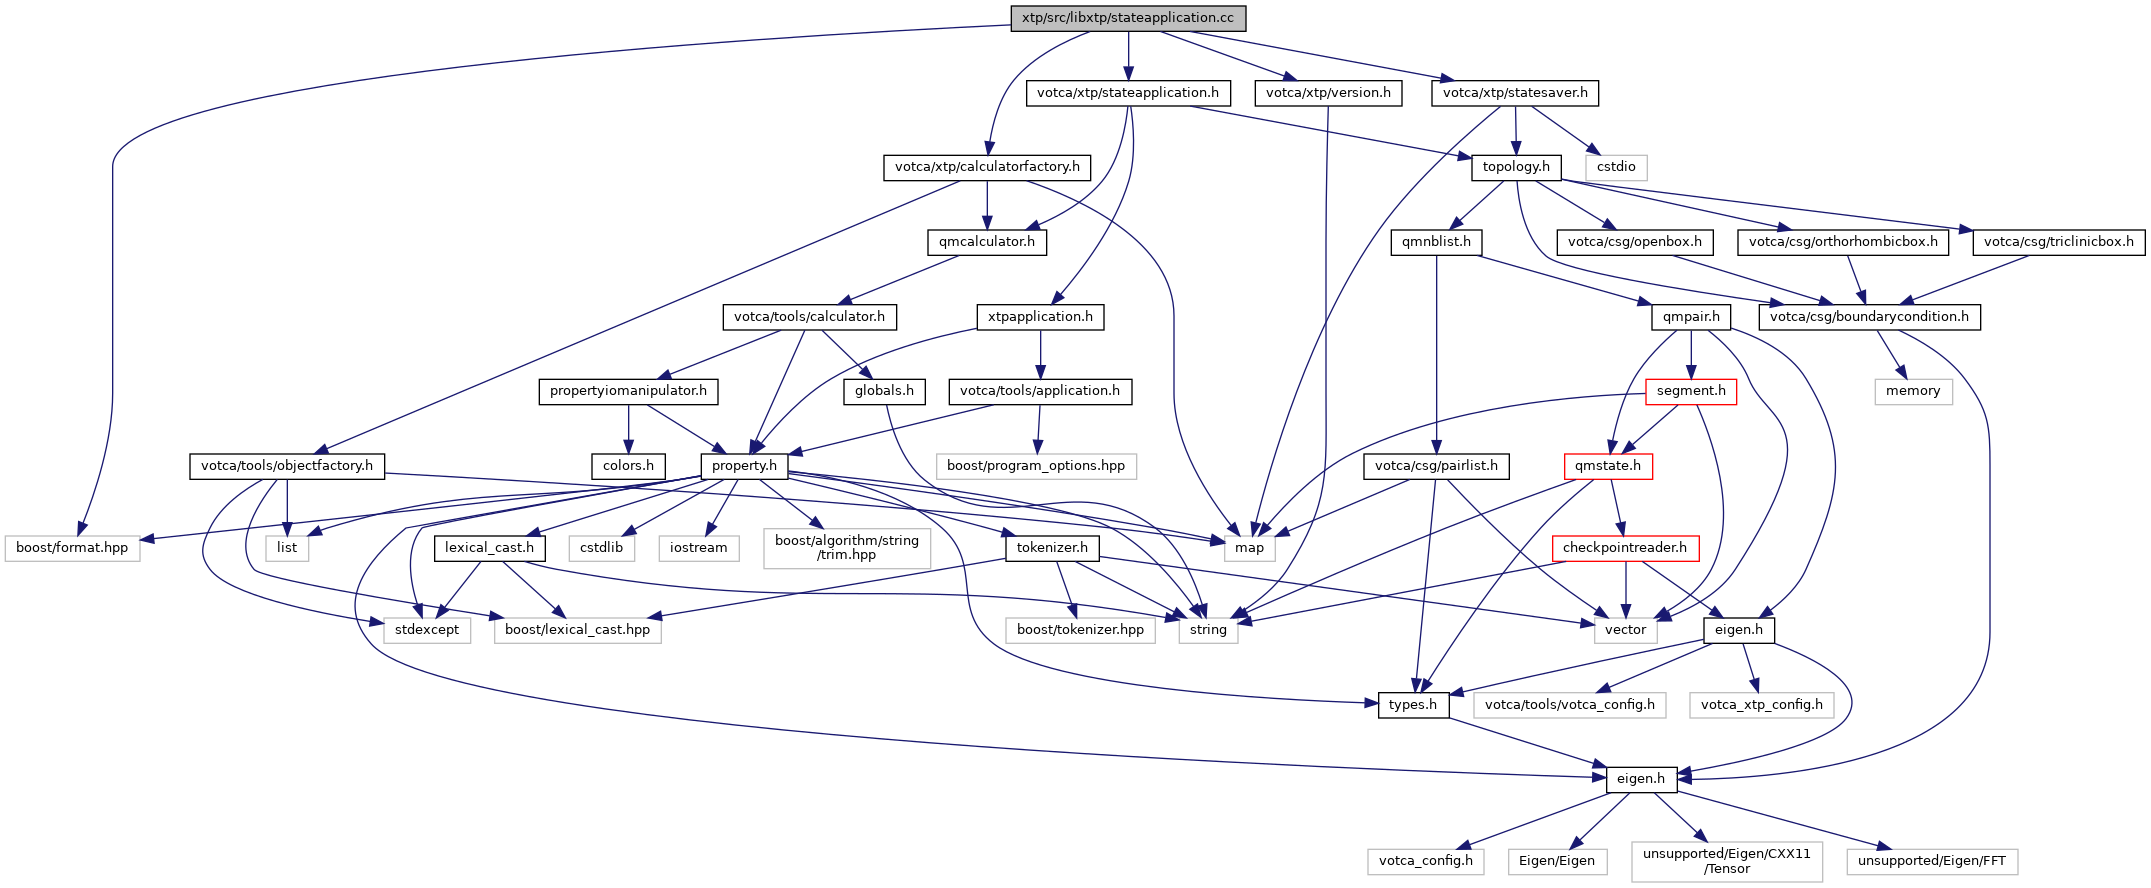 xtp/src/libxtp/stateapplication.cc
votca/xtp/stateapplication.h
votca/xtp/version.h
votca/xtp/statesaver.h
votca/xtp/calculatorfactory.h
topology.h
cstdio
qmcalculator.h
qmnblist.h
votca/csg/openbox.h
votca/csg/orthorhombicbox.h
votca/csg/triclinicbox.h
votca/tools/calculator.h
xtpapplication.h
qmpair.h
votca/csg/boundarycondition.h
propertyiomanipulator.h
globals.h
votca/tools/application.h
segment.h
memory
votca/tools/objectfactory.h
colors.h
property.h
boost/program_options.hpp
votca/csg/pairlist.h
qmstate.h
boost/format.hpp
list
lexical_cast.h
cstdlib
iostream
boost/algorithm/string
/trim.hpp
tokenizer.h
map
checkpointreader.h
stdexcept
boost/lexical_cast.hpp
boost/tokenizer.hpp
string
vector
eigen.h
types.h
votca/tools/votca_config.h
votca_xtp_config.h
eigen.h
votca_config.h
Eigen/Eigen
unsupported/Eigen/CXX11
/Tensor
unsupported/Eigen/FFT